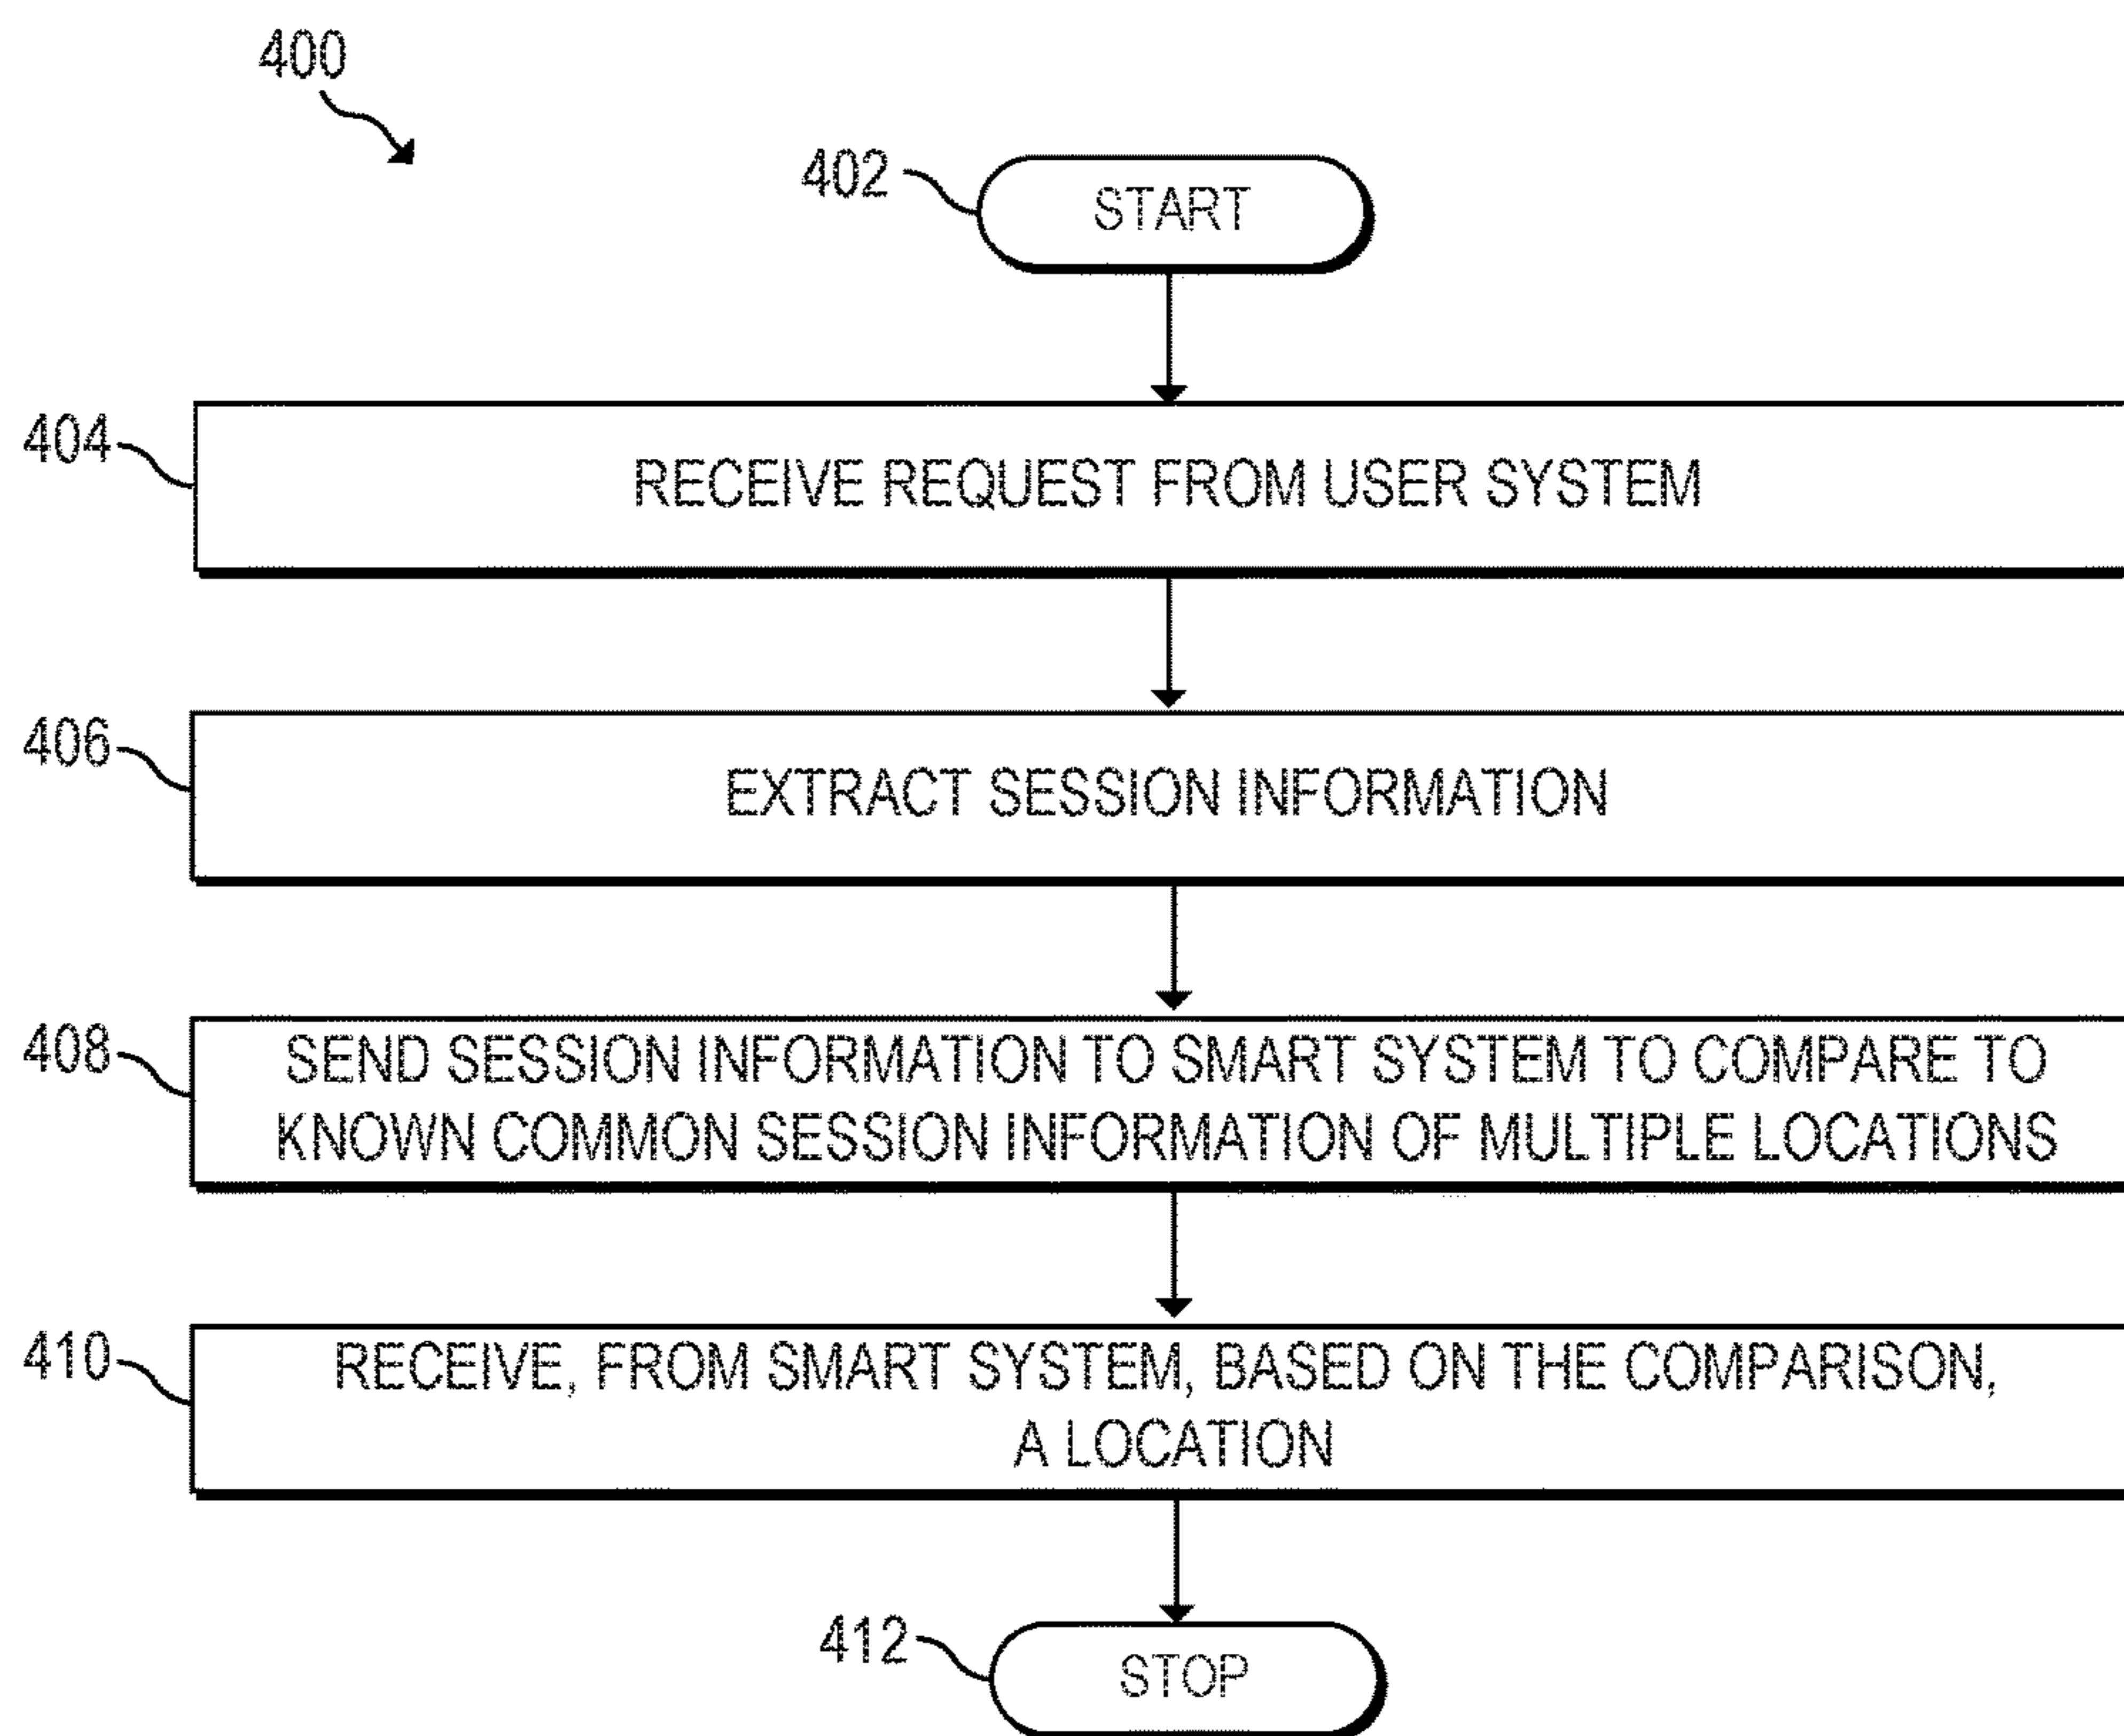 400
402
START
404
RECEIVE REQUEST FROM USER SYSTEM
406
EXTRACT SESSION INFORMATION
408
SEND SESSION INFORMATION TO SMART SYSTEM TO COMPARE TO
KNOWN COMMON SESSION INFORMATION OF MULTIPLE LOCATIONS
410
RECEIVE, FROM SMART SYSTEM, BASED ON THE COMPARISON,
A LOCATION
412
STOP